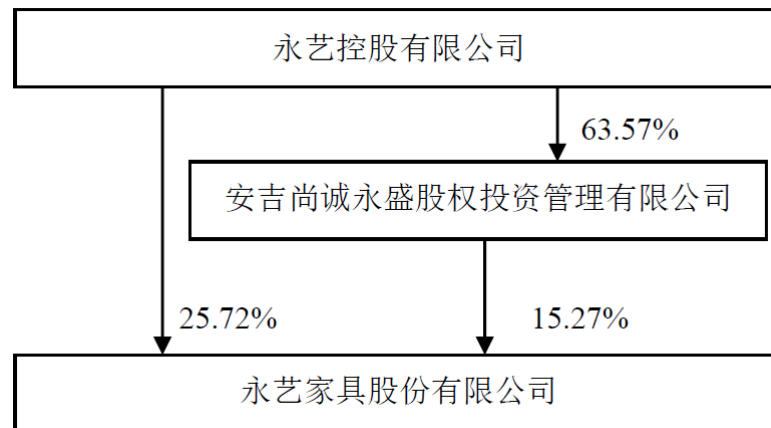 永艺控股有限公司
63.57%
安吉尚诚永盛股权投资管理有限公司
25.72%
15.27%
永艺家具股份有限公司